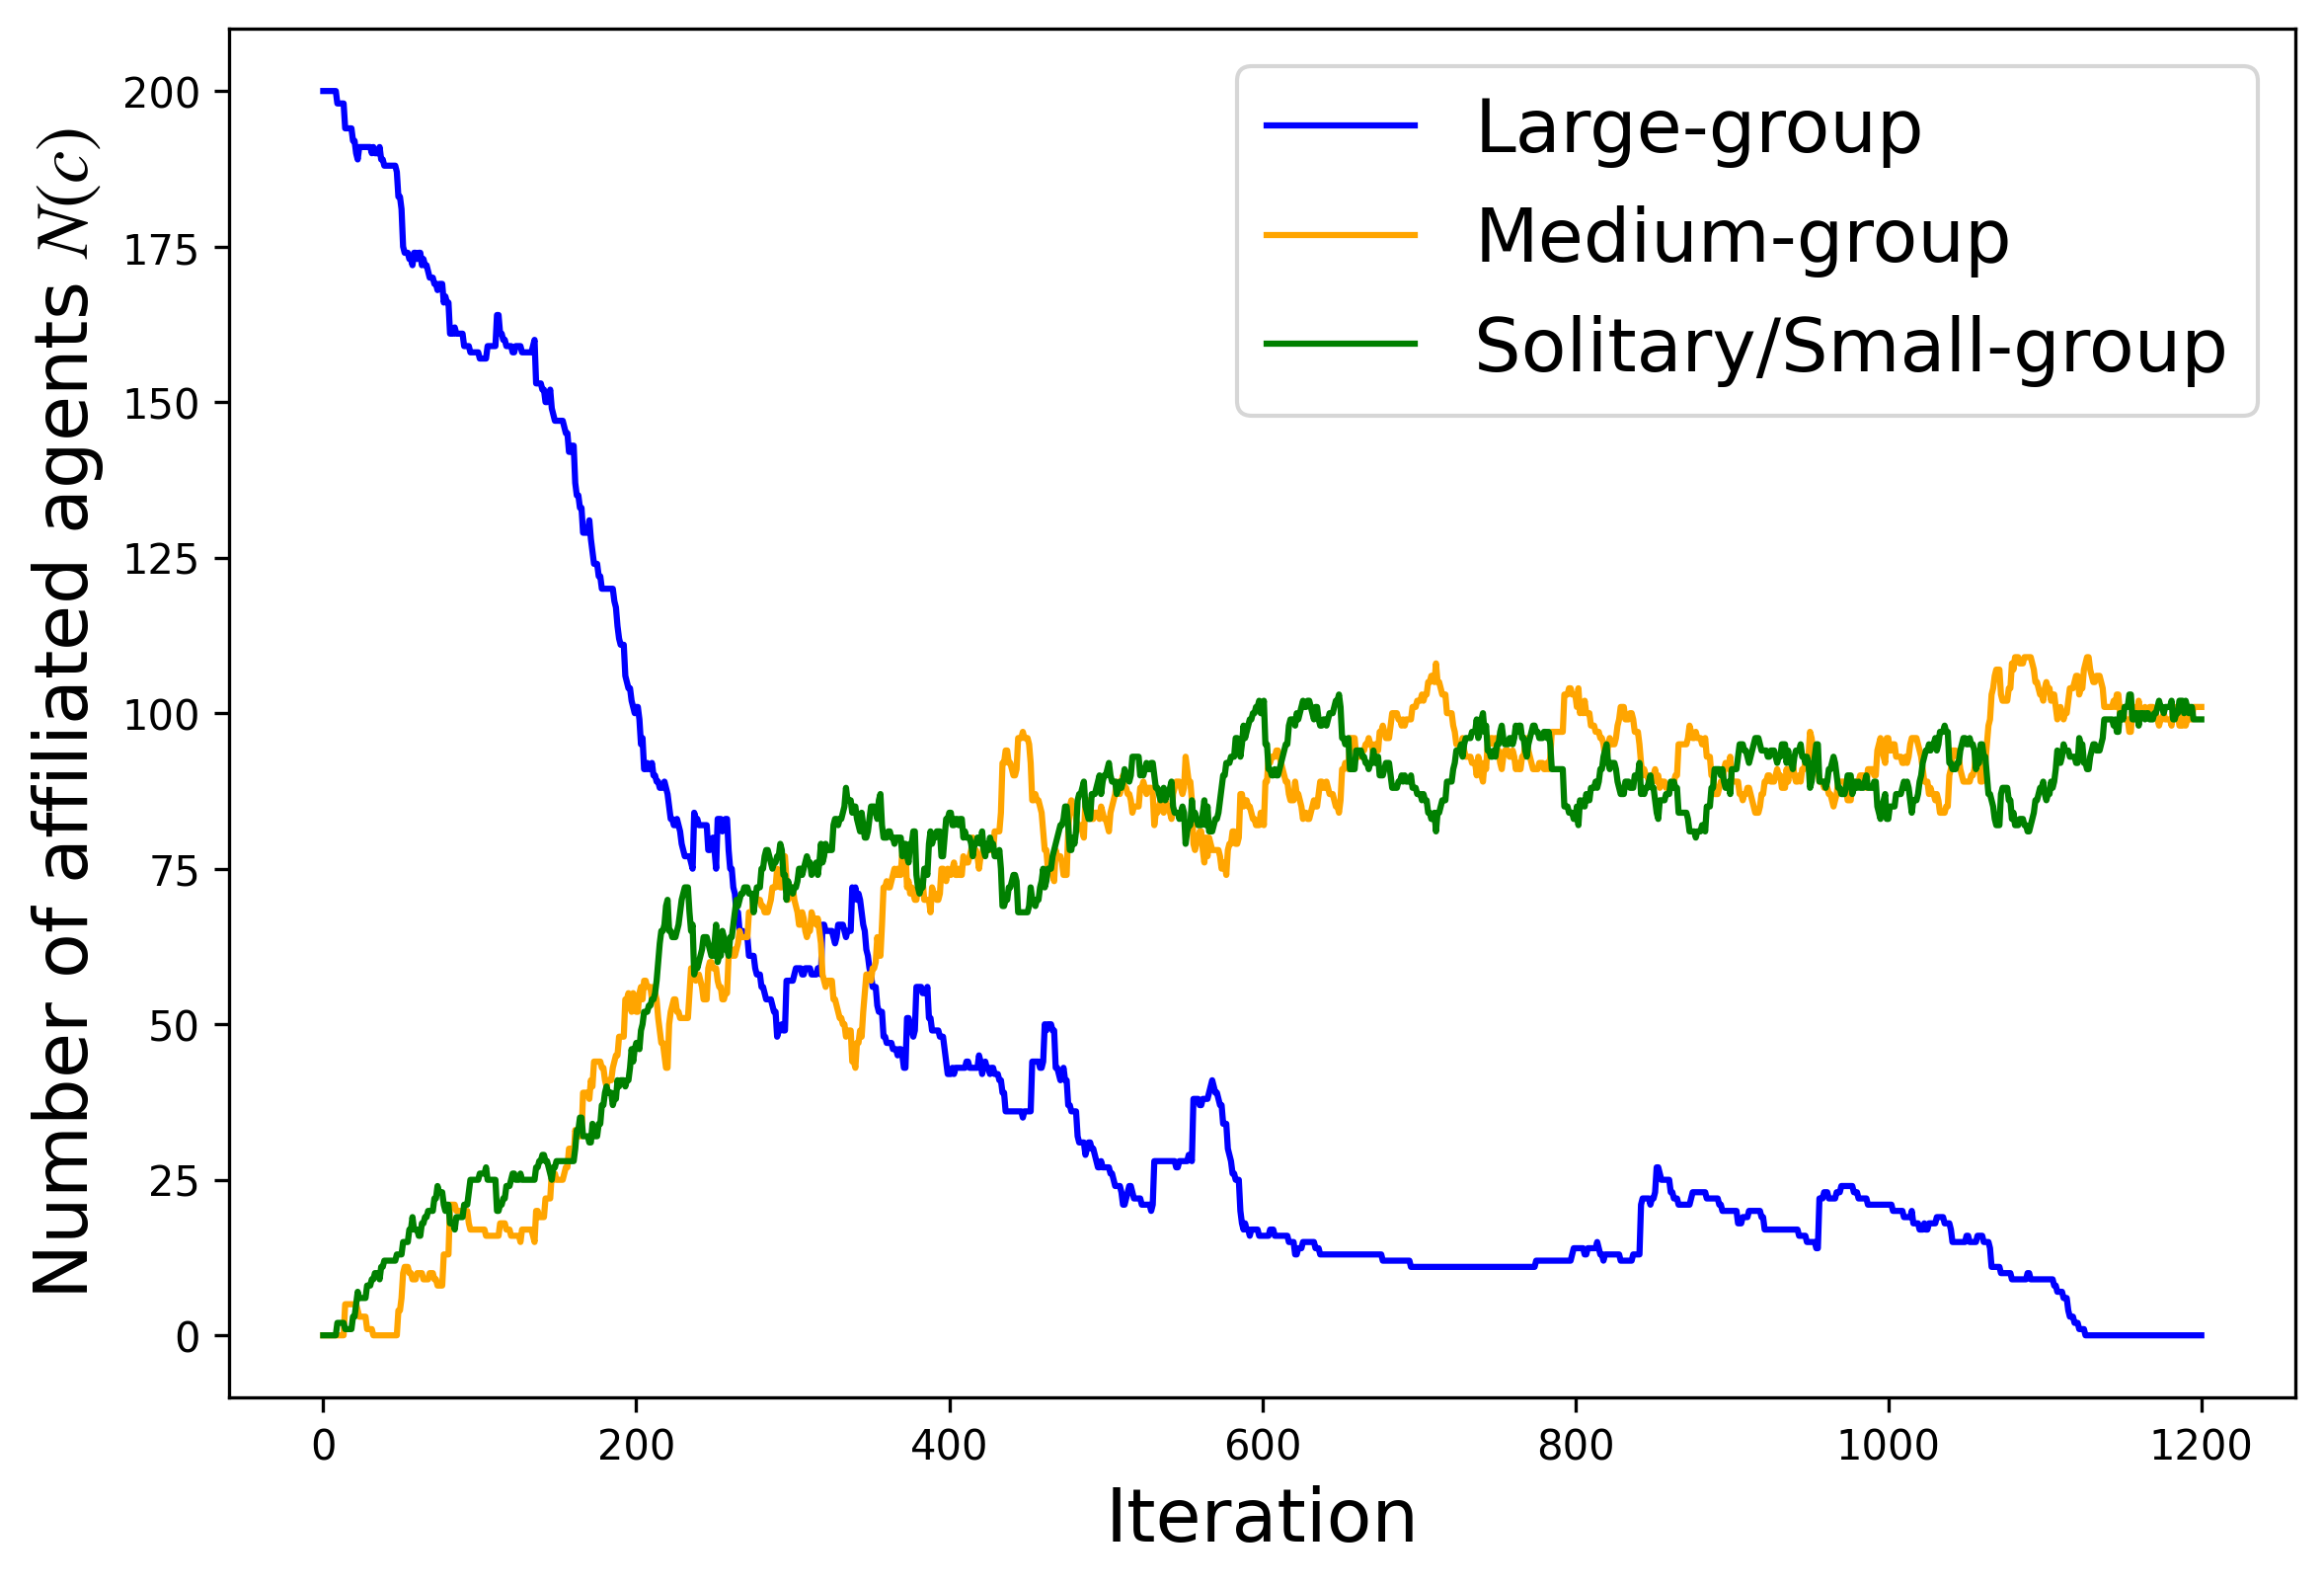 Number of affiliated agents N(c)
200
175
150
125
100
75
50
25
0
Large-group
Medium-group
Solitary/Small-group
0 200 400 600 800 1000 1200
Iteration